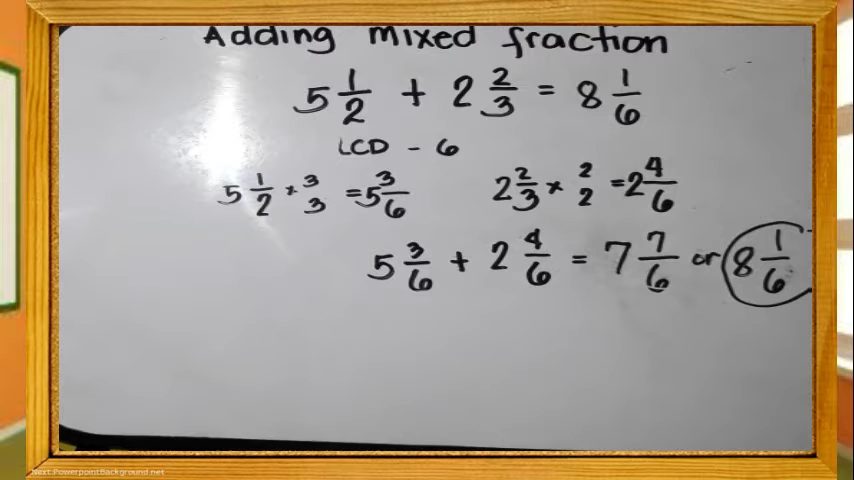 Adding mixed fraction
5 1/2 + 2 2/3 = 8 1/6
LCD - 6
5 1/2 × 3/3 = 5 3/6 2 2/3 × 2/2 = 2 4/6
5 3/6 + 2 4/6 = 7 7/6 or 8 1/6
Next.PowerpointBackground.net